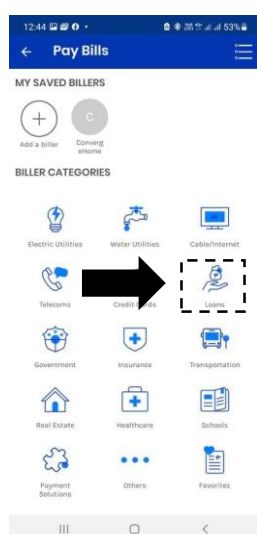 12:44
53%
Pay Bills
MY SAVED BILLERS
C
Add a biller
Converg
eHome
BILLER CATEGORIES
Electric Utilities
Water Utilities
Cable/Internet
Telecoms
Credit Cards
Loans
Government
Insurance
Transportation
Real Estate
Healthcare
Schools
Payment
Solutions
Others
Favorites